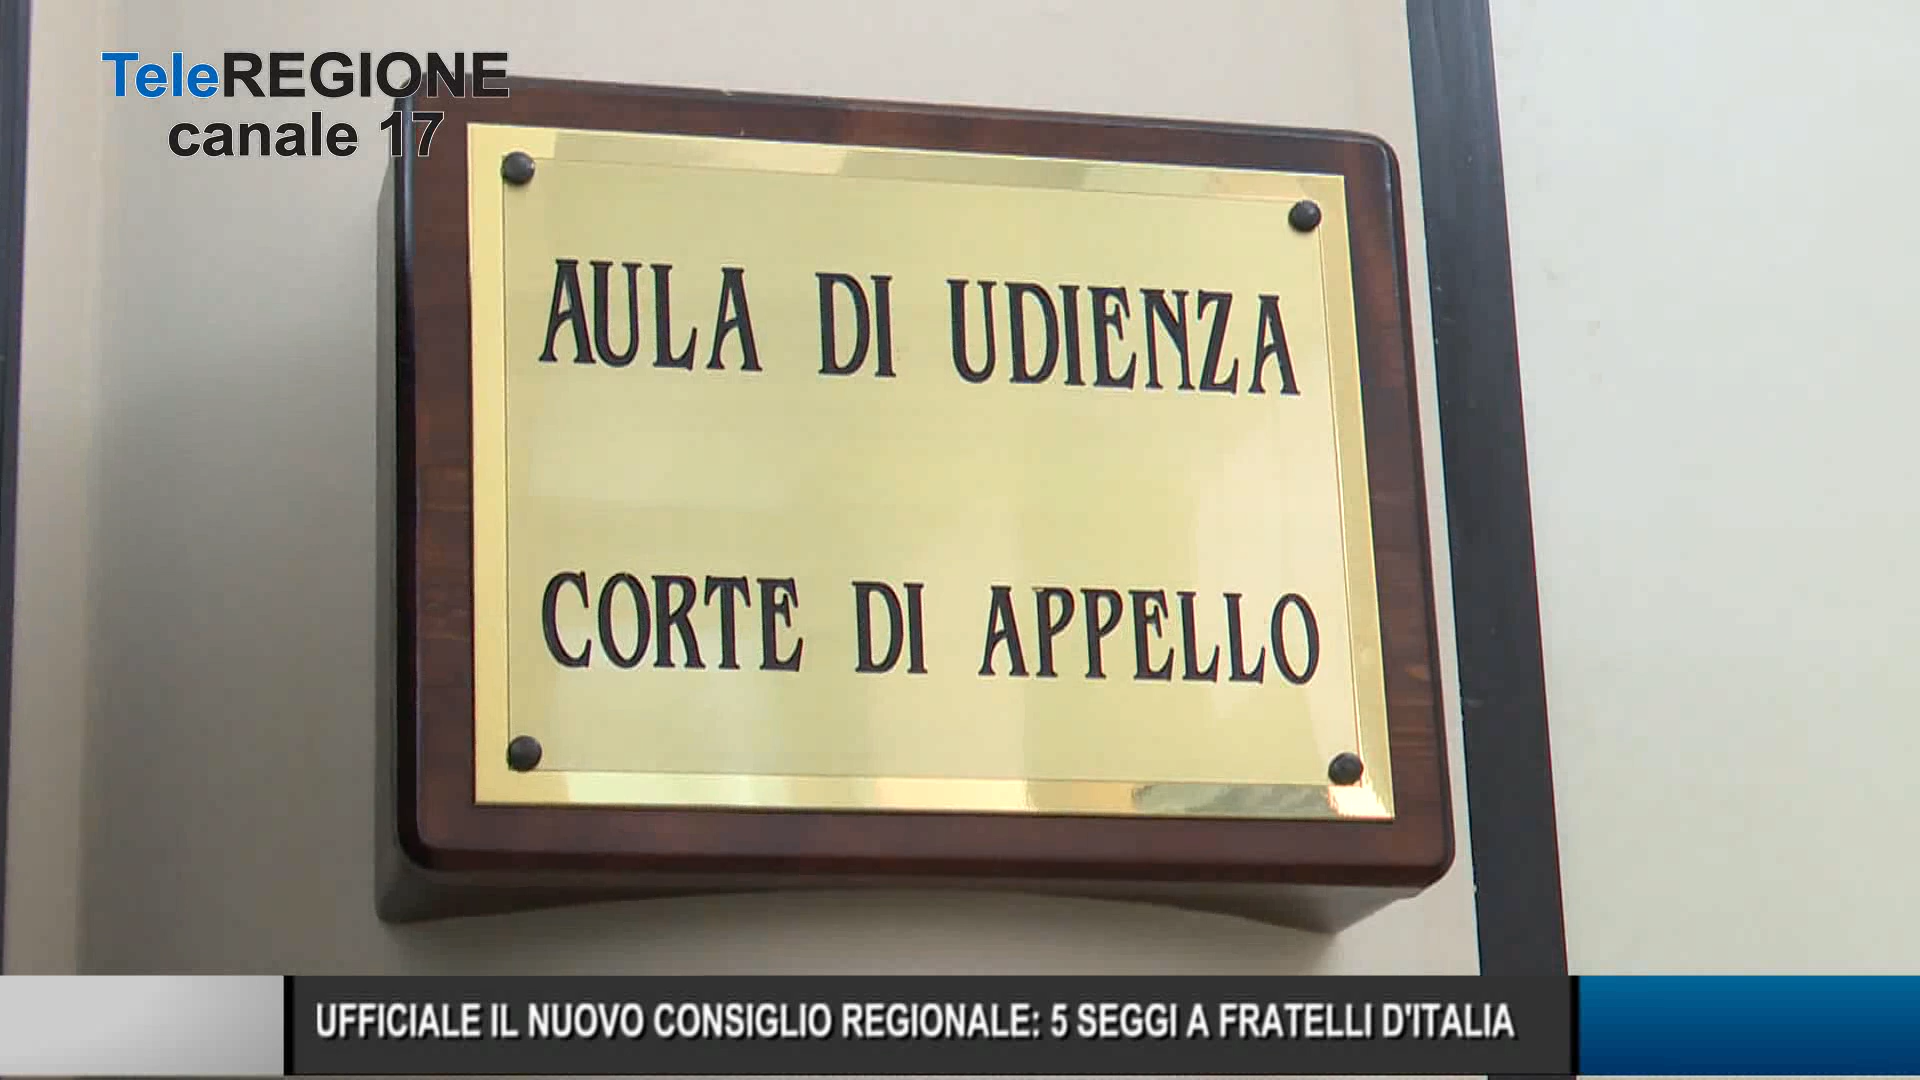 TeleREGIONE
canale 17
AULA DI UDIENZA
CORTE DI APPELLO
UFFICIALE IL NUOVO CONSIGLIO REGIONALE: 5 SEGGI A FRATELLI D'ITALIA